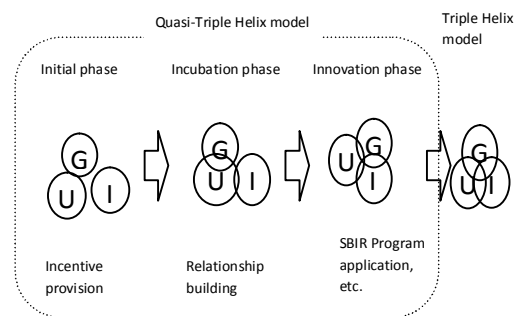 Quasi-Triple Helix model
Triple Helix
model
Initial phase
Incubation phase
Innovation phase
G
U
I
G
U
I
G
U
I
G
U
I
Incentive
provision
Relationship
building
SBIR Program
application,
etc.